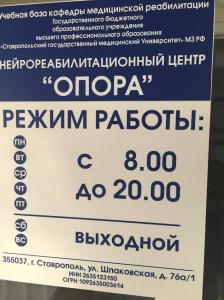 Учебная база кафедры медицинской реабилитации
Государственного бюджетного
образовательного учреждения
высшего профессионального образования
«Ставропольский государственный медицинский Университет» МЗ РФ
НЕЙРОРЕАБИЛИТАЦИОННЫЙ ЦЕНТР
"ОПОРА"
РЕЖИМ РАБОТЫ:
пн
вт
ср
чт
пт
с 8.00
до 20.00
сб
вс
ВЫХОДНОЙ
355037, г. Ставрополь, ул. Шпаковская, д. 76а/1
ИНН 2635123150
ОГРН 1092635003614